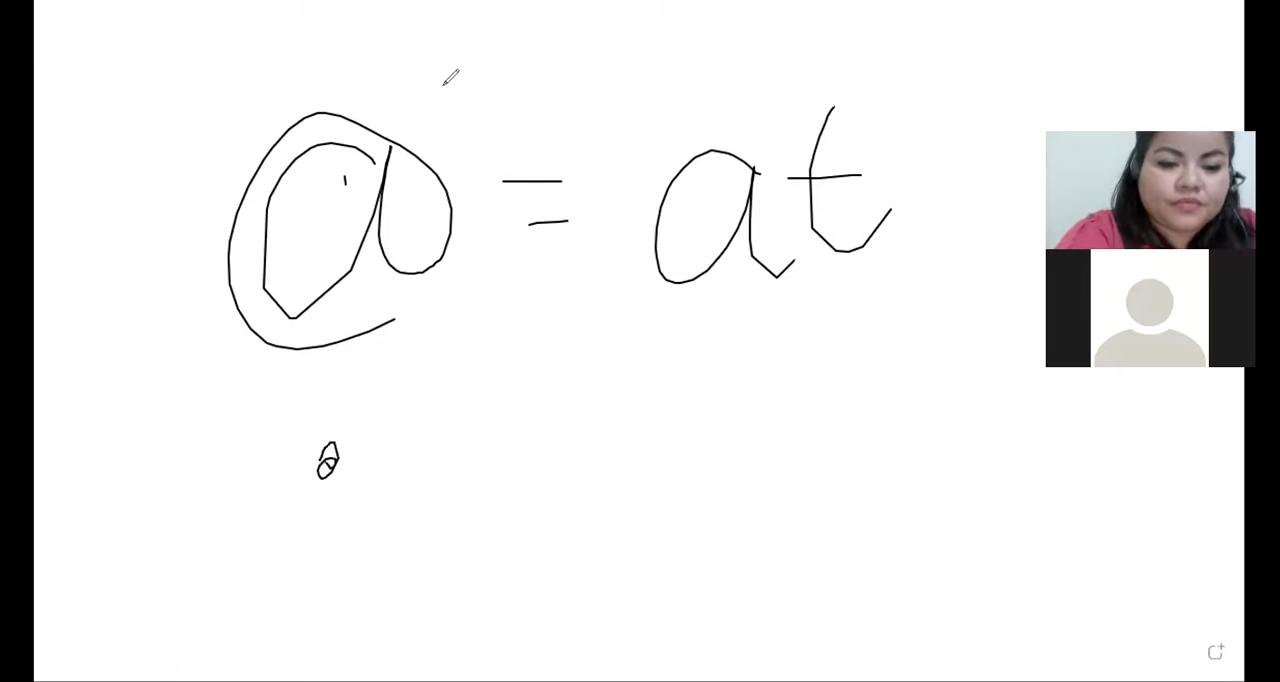 @ = at